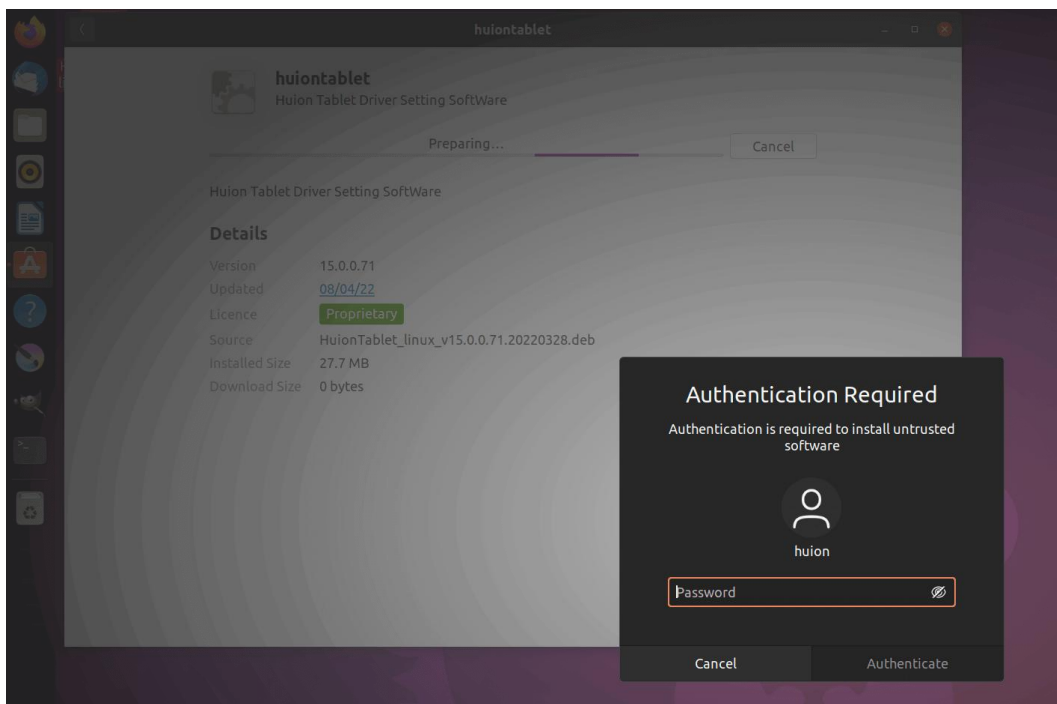 huiontablet
huiontablet
Huion Tablet Driver Setting SoftWare
Preparing...
Cancel
Huion Tablet Driver Setting SoftWare
Details
Version 15.0.0.71
Updated 08/04/22
Licence Proprietary
Source HuionTablet_linux_v15.0.0.71.20220328.deb
Installed Size 27.7 MB
Download Size 0 bytes
Authentication Required
Authentication is required to install untrusted
software
huion
Password
Cancel Authenticate